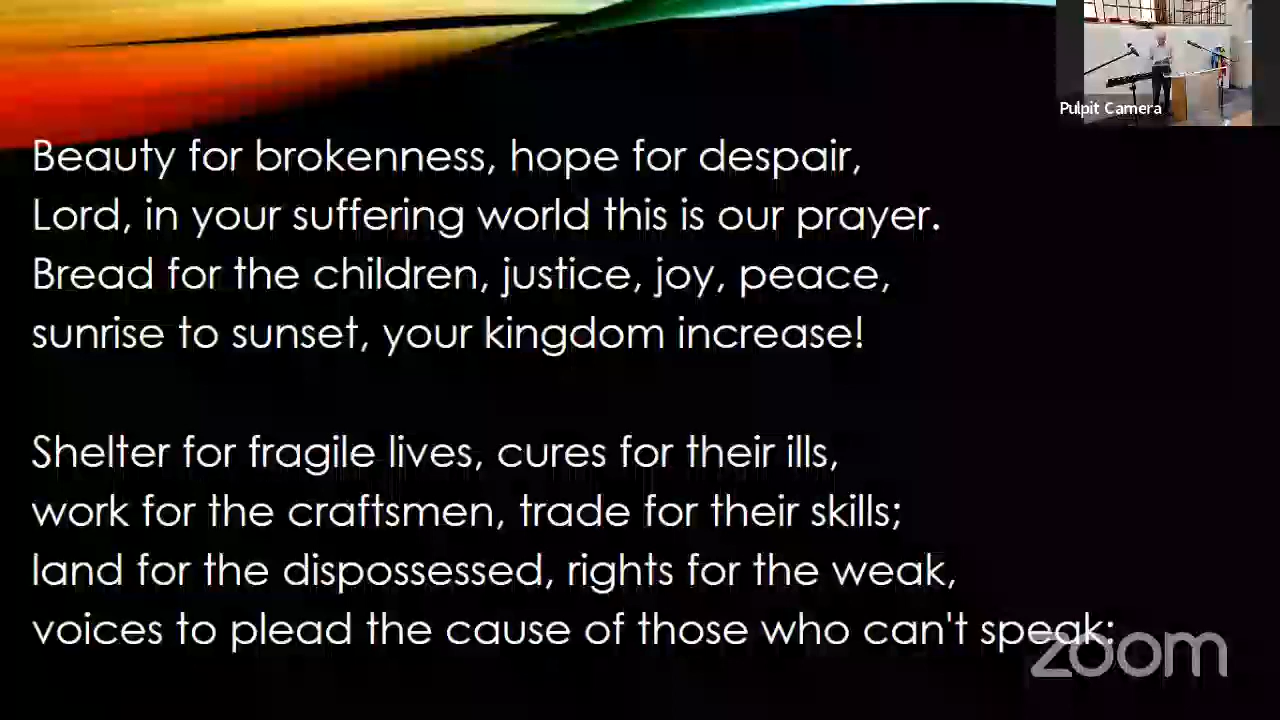 Pulpit Camera
Beauty for brokenness, hope for despair,
Lord, in your suffering world this is our prayer.
Bread for the children, justice, joy, peace,
sunrise to sunset, your kingdom increase!
Shelter for fragile lives, cures for their ills,
work for the craftsmen, trade for their skills;
land for the dispossessed, rights for the weak,
voices to plead the cause of those who can't speak:
zoom